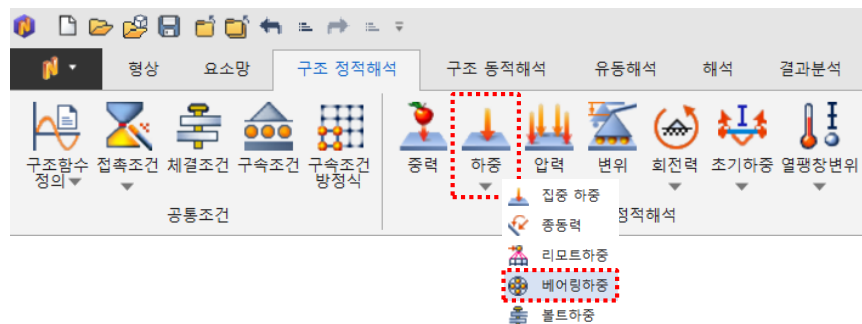 형상 요소망 구조 정적해석 구조 동적해석 유동해석 해석 결과분석
구조함수 정의 접촉조건 체결조건 구속조건 구속조건 방정식 중력 하중 압력 변위 회전력 초기하중 열팽창변위
공통조건 정적해석
집중 하중
종동력
리모트하중
베어링하중
볼트하중